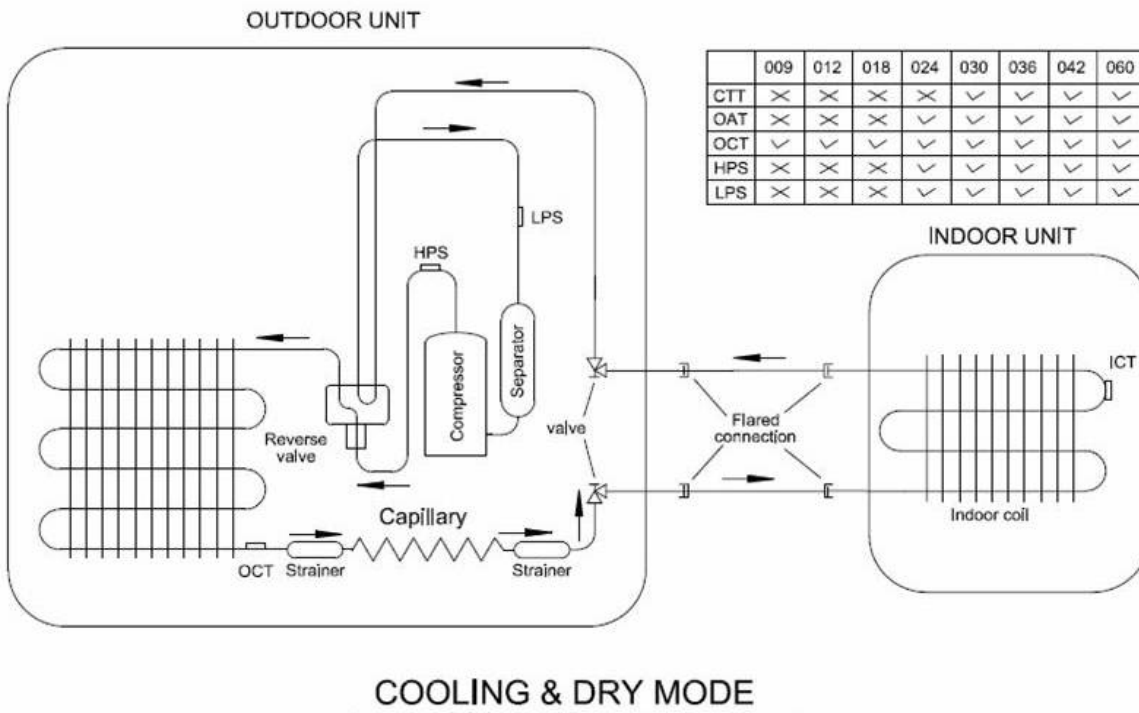 OUTDOOR UNIT
009 012 018 024 030 036 042 060
CTT × × × × ✓ ✓ ✓ ✓
OAT × × × ✓ ✓ ✓ ✓ ✓
OCT ✓ ✓ ✓ ✓ ✓ ✓ ✓ ✓
HPS × × × ✓ ✓ ✓ ✓ ✓
LPS × × × ✓ ✓ ✓ ✓ ✓
LPS
HPS
INDOOR UNIT
Compressor
Separator
ICT
Reverse
valve
valve
Flared
connection
Capillary
Indoor coil
OCT
Strainer
Strainer
COOLING & DRY MODE